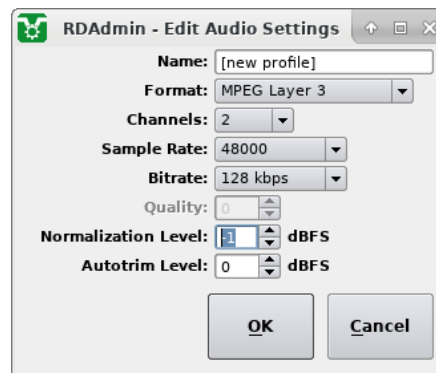 RDAdmin - Edit Audio Settings
Name: [new profile]
Format: MPEG Layer 3
Channels: 2
Sample Rate: 48000
Bitrate: 128 kbps
Quality: 0
Normalization Level: -1 dBFS
Autotrim Level: 0 dBFS
OK Cancel